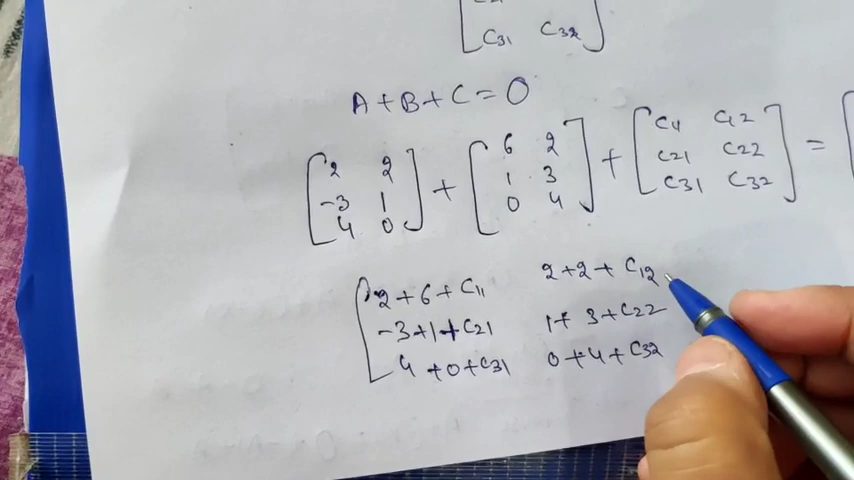 C31 C32
A+B+C=0
[2 2 -3 1 4 0] + [6 2 1 3 0 4] + [C11 C12 C21 C22 C31 C32] = [
2+6+C11 2+2+C12
-3+1+C21 1+3+C22
4+0+C31 0+4+C32